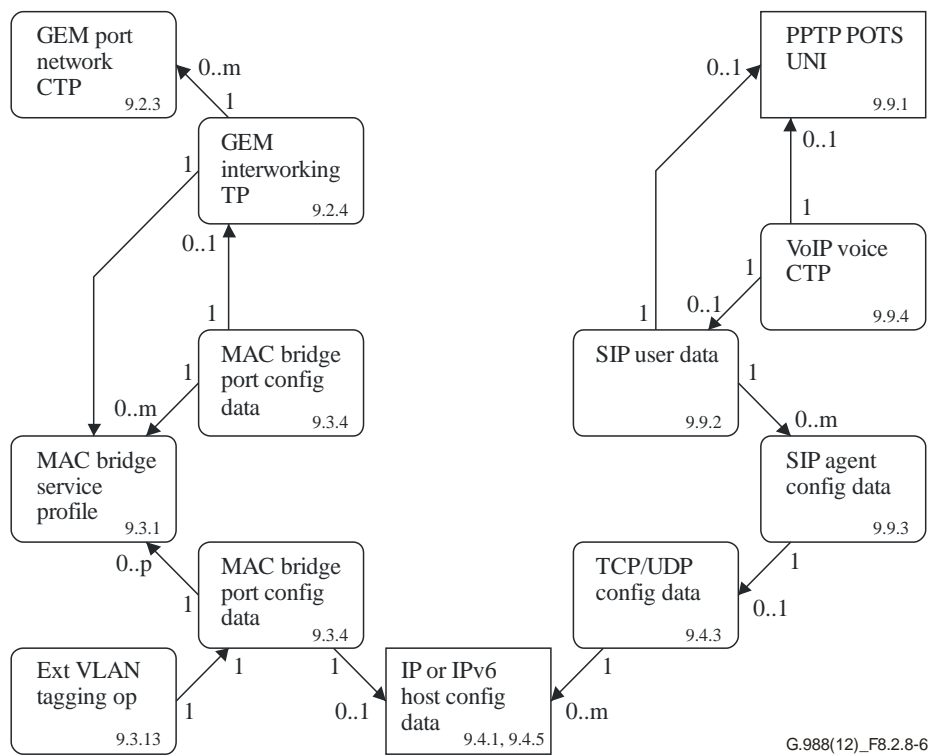 GEM port
network
CTP
9.2.3
0..m
1
PPTP POTS
UNI
9.9.1
0..1
0..1
GEM
interworking
TP
9.2.4
1
0..1
1
1
VoIP voice
CTP
9.9.4
1
0..1
MAC bridge
port config
data
9.3.4
1
0..m
1
SIP user data
9.9.2
1
0..m
MAC bridge
service
profile
9.3.1
0..p
SIP agent
config data
9.9.3
1
MAC bridge
port config
data
9.3.4
1
TCP/UDP
config data
9.4.3
0..1
Ext VLAN
tagging op
9.3.13
1
1
1
0..1
IP or IPv6
host config
data
9.4.1, 9.4.5
1
0..m
G.988(12)_F8.2.8-6